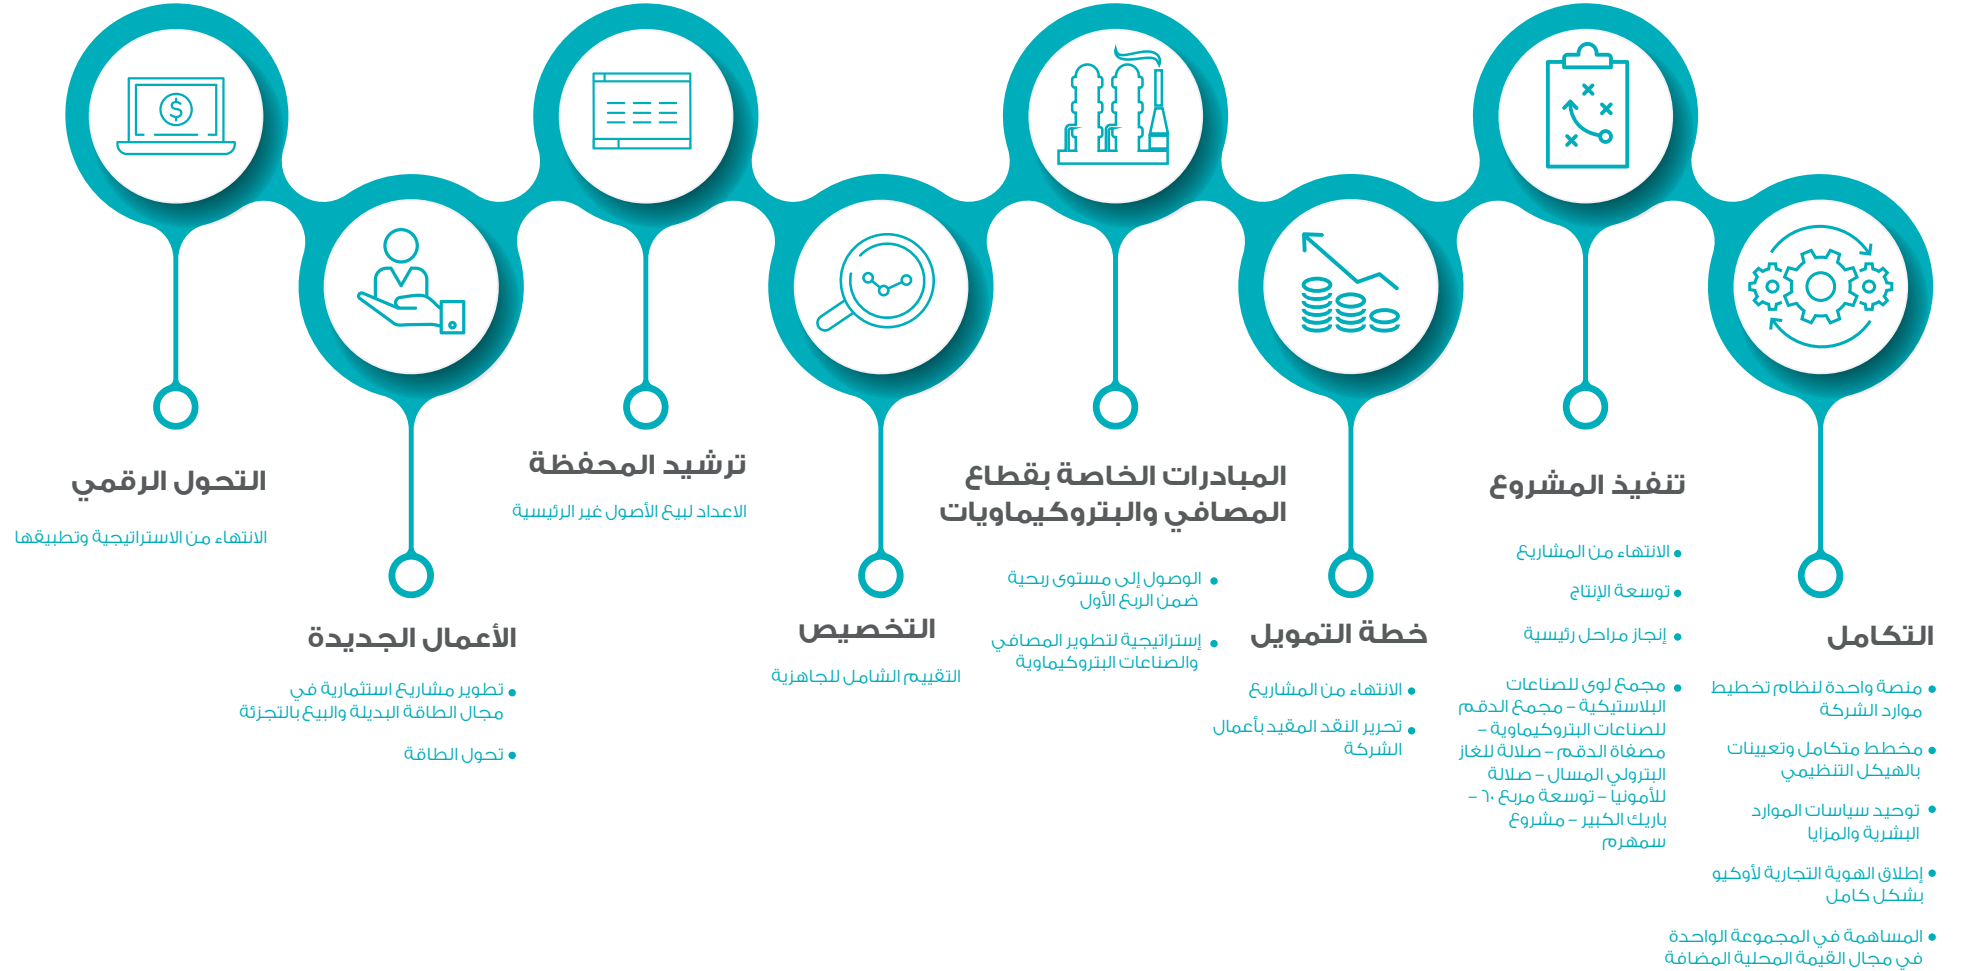 التكامل
منصة واحدة لنظام تخطيط
موارد الشركة
مخطط متكامل وتعيينات
بالهيكل التنظيمي
توحيد سياسات الموارد
البشرية والمزايا
إطلاق الهوية التجارية لأوكيو
بشكل كامل
المساهمة في المجموعة الواحدة
في مجال القيمة المحلية المضافة
تنفيذ المشروع
الانتهاء من المشاريع
توسعة الإنتاج
إنجاز مراحل رئيسية
مجمع لوى للصناعات
البلاستيكية – مجمع الدقم
للصناعات البتروكيماوية –
مصفاة الدقم – صلالة للغاز
البترولي المسال – صلالة
للأمونيا – توسعة مربع ٦٠ –
باريك الكبير – مشروع
سمهرم
خطة التمويل
الانتهاء من المشاريع
تحرير النقد المقيد بأعمال
الشركة
المبادرات الخاصة بقطاع
المصافي والبتروكيماويات
الوصول إلى مستوى ربحية
ضمن الربع الأول
إستراتيجية لتطوير المصافي
والصناعات البتروكيماوية
التخصيص
التقييم الشامل للجاهزية
ترشيد المحفظة
الاعداد لبيع الأصول غير الرئيسية
الأعمال الجديدة
تطوير مشاريع استثمارية في
مجال الطاقة البديلة والبيع بالتجزئة
تحول الطاقة
التحول الرقمي
الانتهاء من الاستراتيجية وتطبيقها